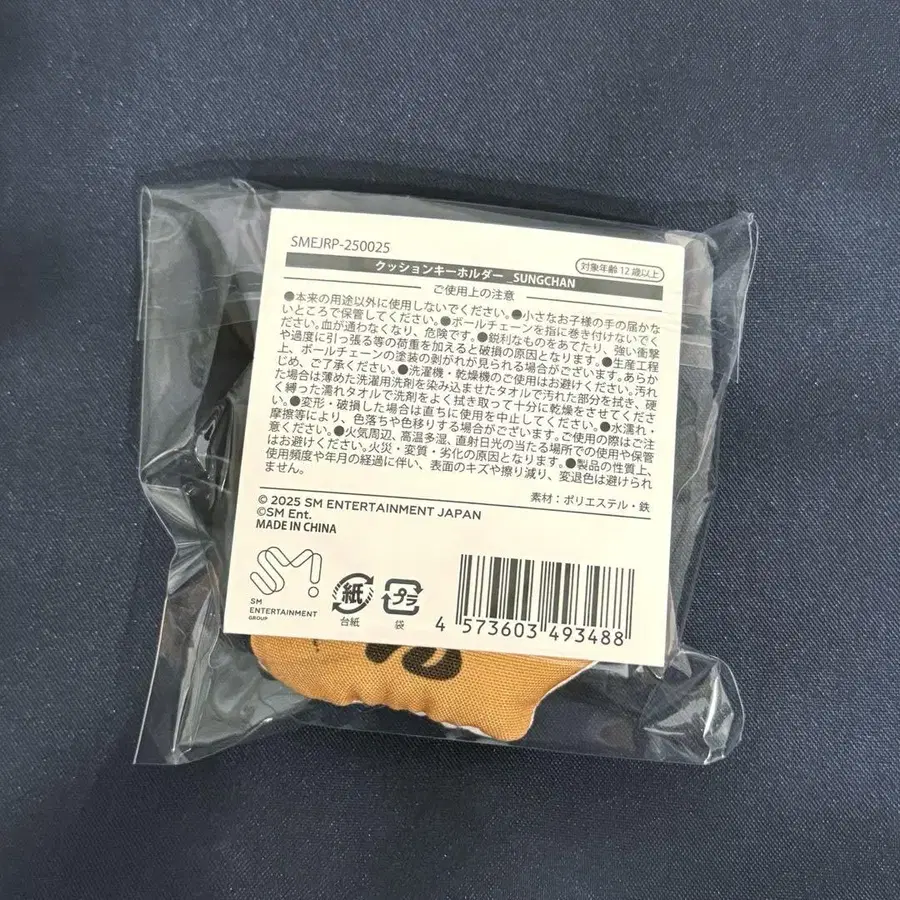 SMEJRP-250025
対象年齢12歳以上
クッションキーホルダー _SUNGCHAN
ご使用上の注意
●本来の用途以外に使用しないでください。●小さなお子様の手の届かな
いところで保管してください。●ボールチェーンを指に巻き付けないでく
ださい。血が通わなくなり、危険です。●鋭利なものをあてたり、強い衝撃
や過度に引っ張る等の荷重を加えると破損の原因となります。●生産工程
上、ボールチェーンの塗装の剥がれが見られる場合がございます。あらか
じめ、ご了承ください。●洗濯機・乾燥機のご使用はお避けください。汚れ
た場合は薄めた洗濯用洗剤を染み込ませたタオルで汚れた部分を拭き、硬
く縛った濡れタオルで洗剤をよく拭き取って十分に乾燥をさせてくださ
い。●変形・破損した場合は直ちに使用を中止してください。●水濡れ・
摩擦等により、色落ちや色移りする場合がございます。ご使用の際はご注
意ください。●火気周辺、高温多湿、直射日光の当たる場所での使用や保管
はお避けください。火災・変質・劣化の原因となります。●製品の性質上、
使用頻度や年月の経過に伴い、表面のキズや擦り減り、変退色は避けられ
ません。
素材：ポリエステル・鉄
© 2025 SM ENTERTAINMENT JAPAN
©SM Ent.
MADE IN CHINA
SM
SM
ENTERTAINMENT
GROUP
紙
台紙
プラ
袋
4 573603 493488